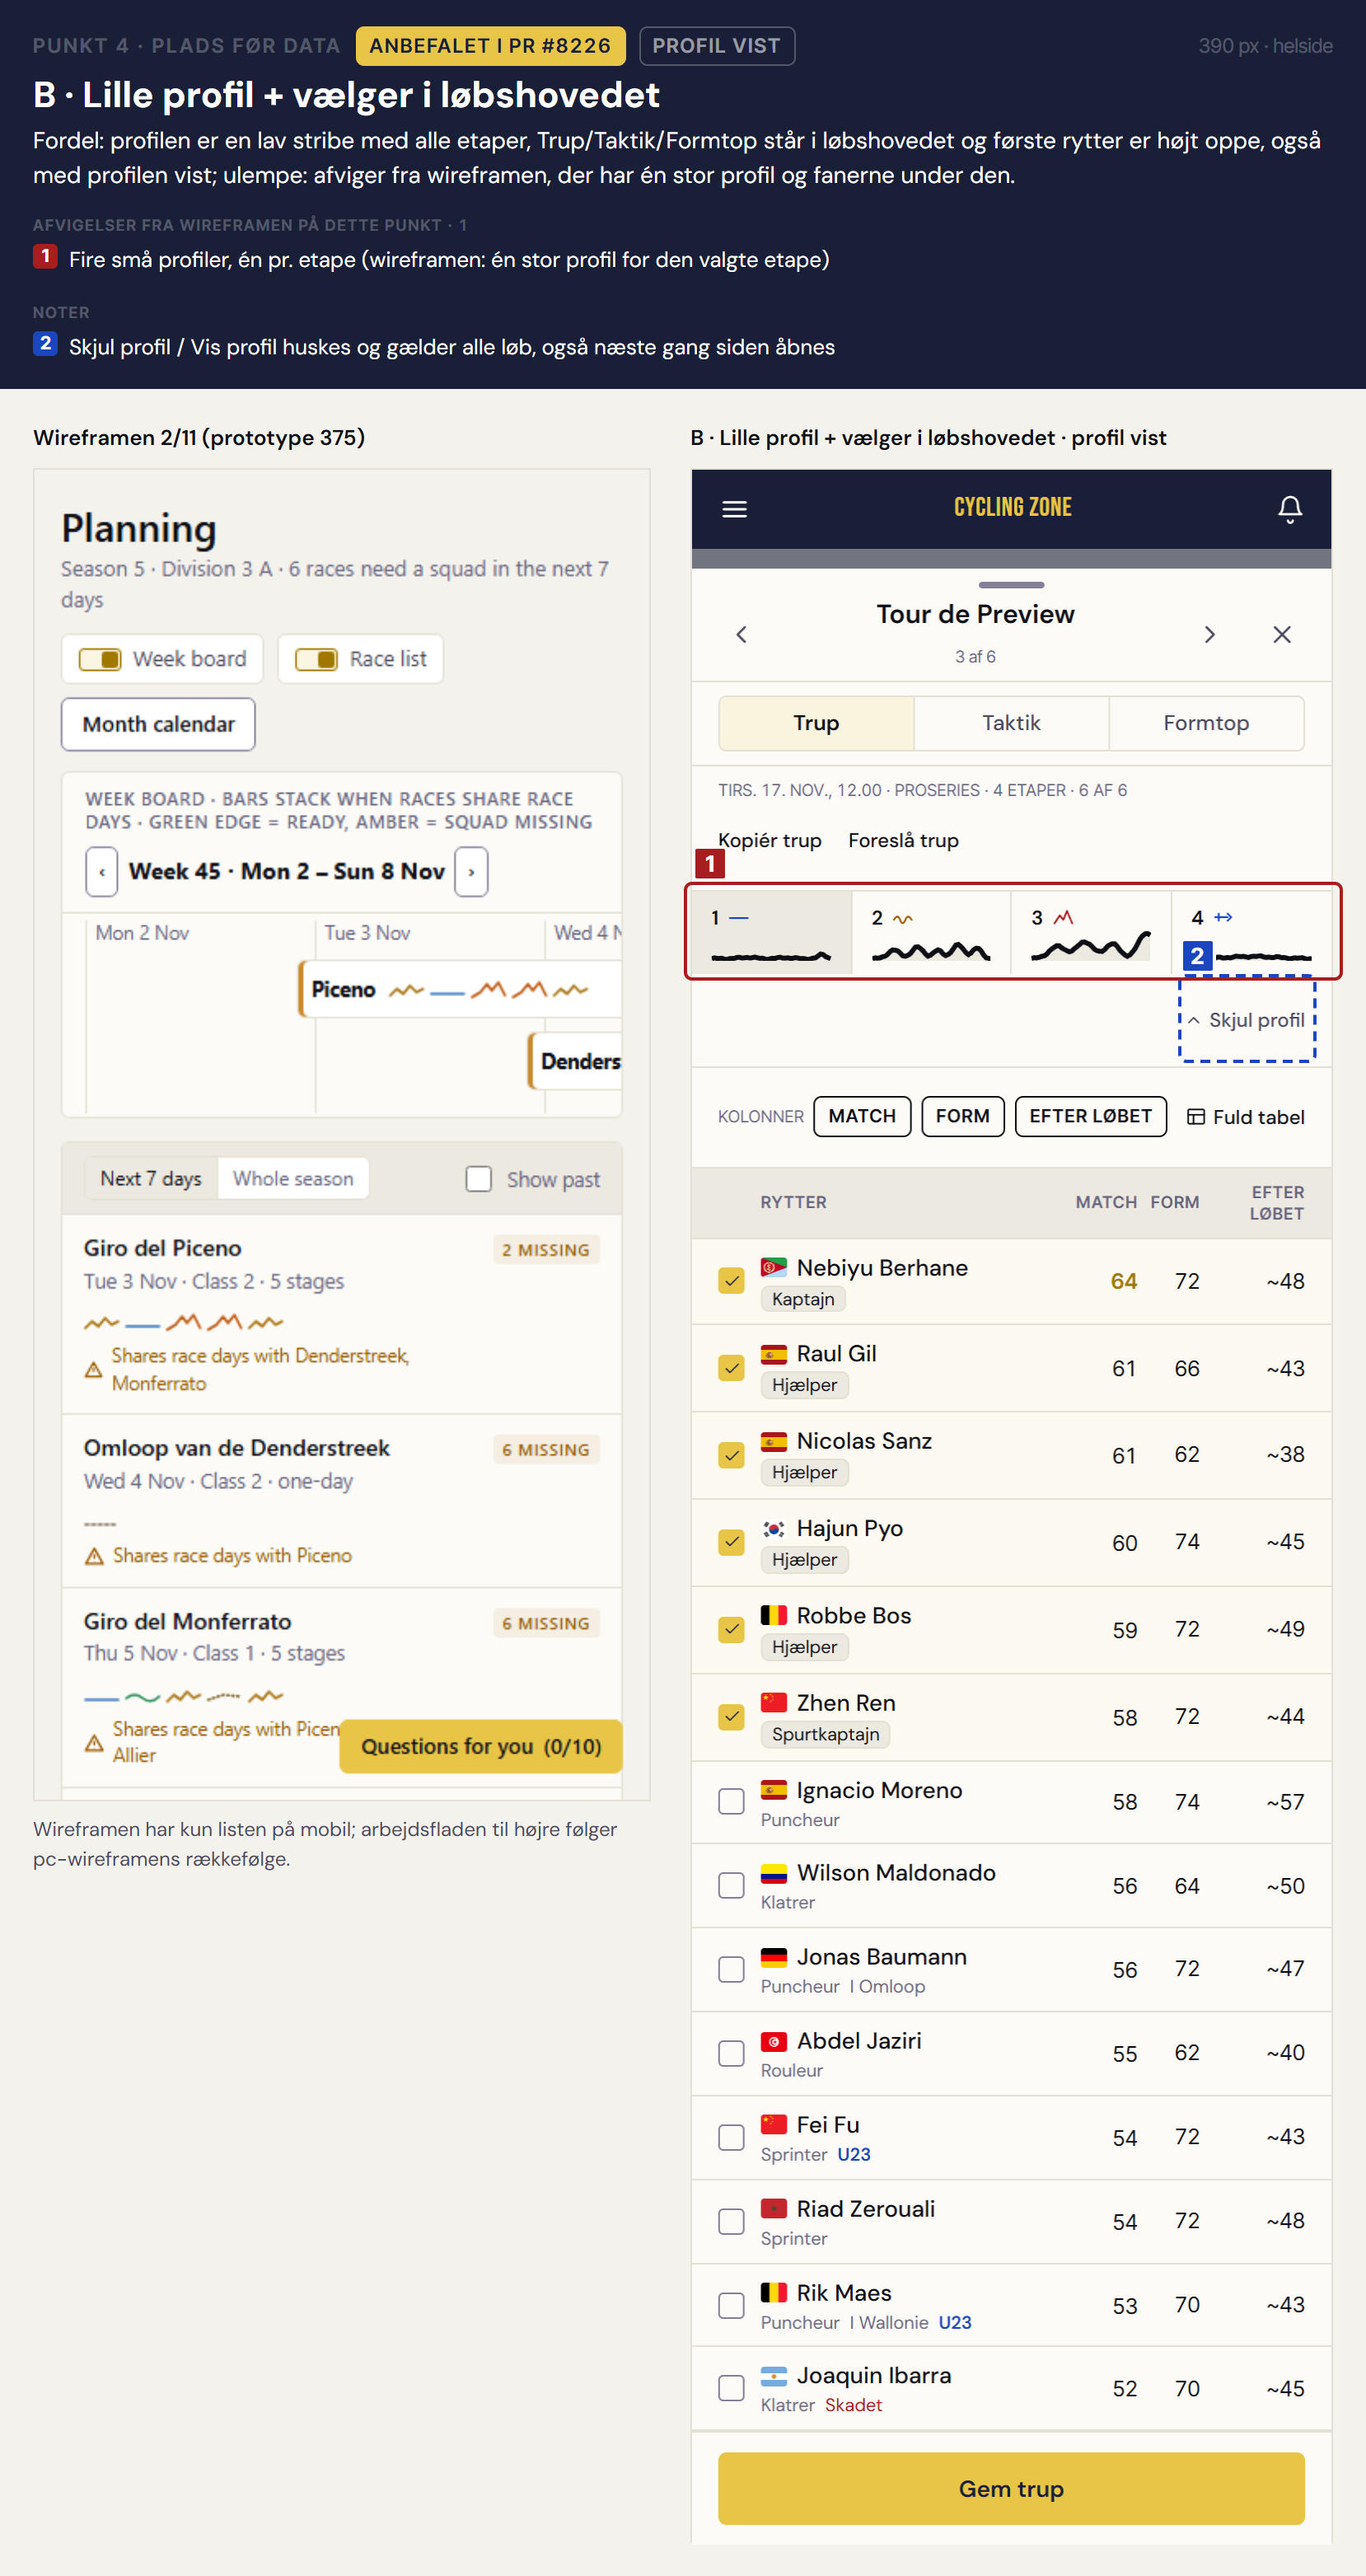 PUNKT 4 · PLADS FØR DATA
ANBEFALET I PR #8226
PROFIL VIST
390 px · helside
B · Lille profil + vælger i løbshovedet
Fordel: profilen er en lav stribe med alle etaper, Trup/Taktik/Formtop står i løbshovedet og første rytter er højt oppe, også
med profilen vist; ulempe: afviger fra wireframen, der har én stor profil og fanerne under den.
AFVIGELSER FRA WIREFRAMEN PÅ DETTE PUNKT · 1
1 Fire små profiler, én pr. etape (wireframen: én stor profil for den valgte etape)
NOTER
2 Skjul profil / Vis profil huskes og gælder alle løb, også næste gang siden åbnes
Wireframen 2/11 (prototype 375)
Planning
Season 5 · Division 3 A · 6 races need a squad in the next 7
days
Week board
Race list
Month calendar
WEEK BOARD · BARS STACK WHEN RACES SHARE RACE
DAYS · GREEN EDGE = READY, AMBER = SQUAD MISSING
‹ Week 45 · Mon 2 – Sun 8 Nov ›
Mon 2 Nov
Tue 3 Nov
Wed 4 N
Piceno
Denders
Next 7 days
Whole season
Show past
Giro del Piceno
2 MISSING
Tue 3 Nov · Class 2 · 5 stages
Shares race days with Denderstreek,
Monferrato
Omloop van de Denderstreek
6 MISSING
Wed 4 Nov · Class 2 · one-day
Shares race days with Piceno
Giro del Monferrato
6 MISSING
Thu 5 Nov · Class 1 · 5 stages
Shares race days with Picen
Allier
Questions for you (0/10)
Wireframen har kun listen på mobil; arbejdsfladen til højre følger
pc-wireframens rækkefølge.
B · Lille profil + vælger i løbshovedet · profil vist
CYCLING ZONE
Tour de Preview
3 af 6
Trup
Taktik
Formtop
TIRS. 17. NOV., 12.00 · PROSERIES · 4 ETAPER · 6 AF 6
Kopiér trup
Foreslå trup
1
1
2
3
4
2
Skjul profil
KOLONNER
MATCH
FORM
EFTER LØBET
Fuld tabel
RYTTER MATCH FORM EFTER
LØBET
Nebiyu Berhane 64 72 ~48
Kaptajn
Raul Gil 61 66 ~43
Hjælper
Nicolas Sanz 61 62 ~38
Hjælper
Hajun Pyo 60 74 ~45
Hjælper
Robbe Bos 59 72 ~49
Hjælper
Zhen Ren 58 72 ~44
Spurtkaptajn
Ignacio Moreno 58 74 ~57
Puncheur
Wilson Maldonado 56 64 ~50
Klatrer
Jonas Baumann 56 72 ~47
Puncheur I Omloop
Abdel Jaziri 55 62 ~40
Rouleur
Fei Fu 54 72 ~43
Sprinter U23
Riad Zerouali 54 72 ~48
Sprinter
Rik Maes 53 70 ~43
Puncheur I Wallonie U23
Joaquin Ibarra 52 70 ~45
Klatrer Skadet
Gem trup